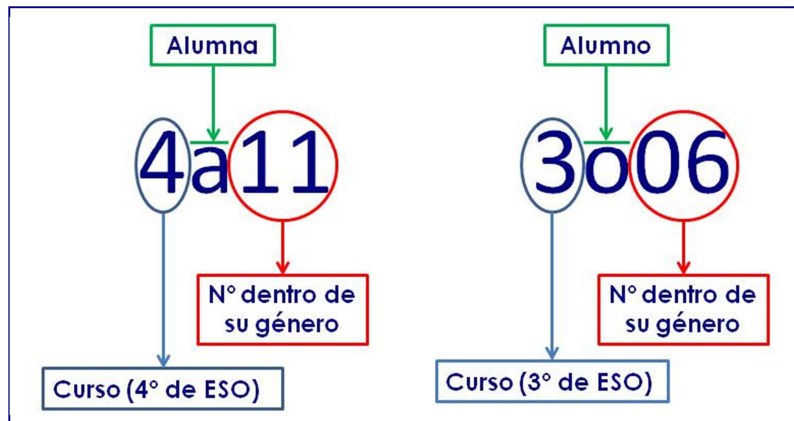 Alumna
4a11
Nº dentro de
su género
Curso (4º de ESO)
Alumno
3o06
Nº dentro de
su género
Curso (3º de ESO)